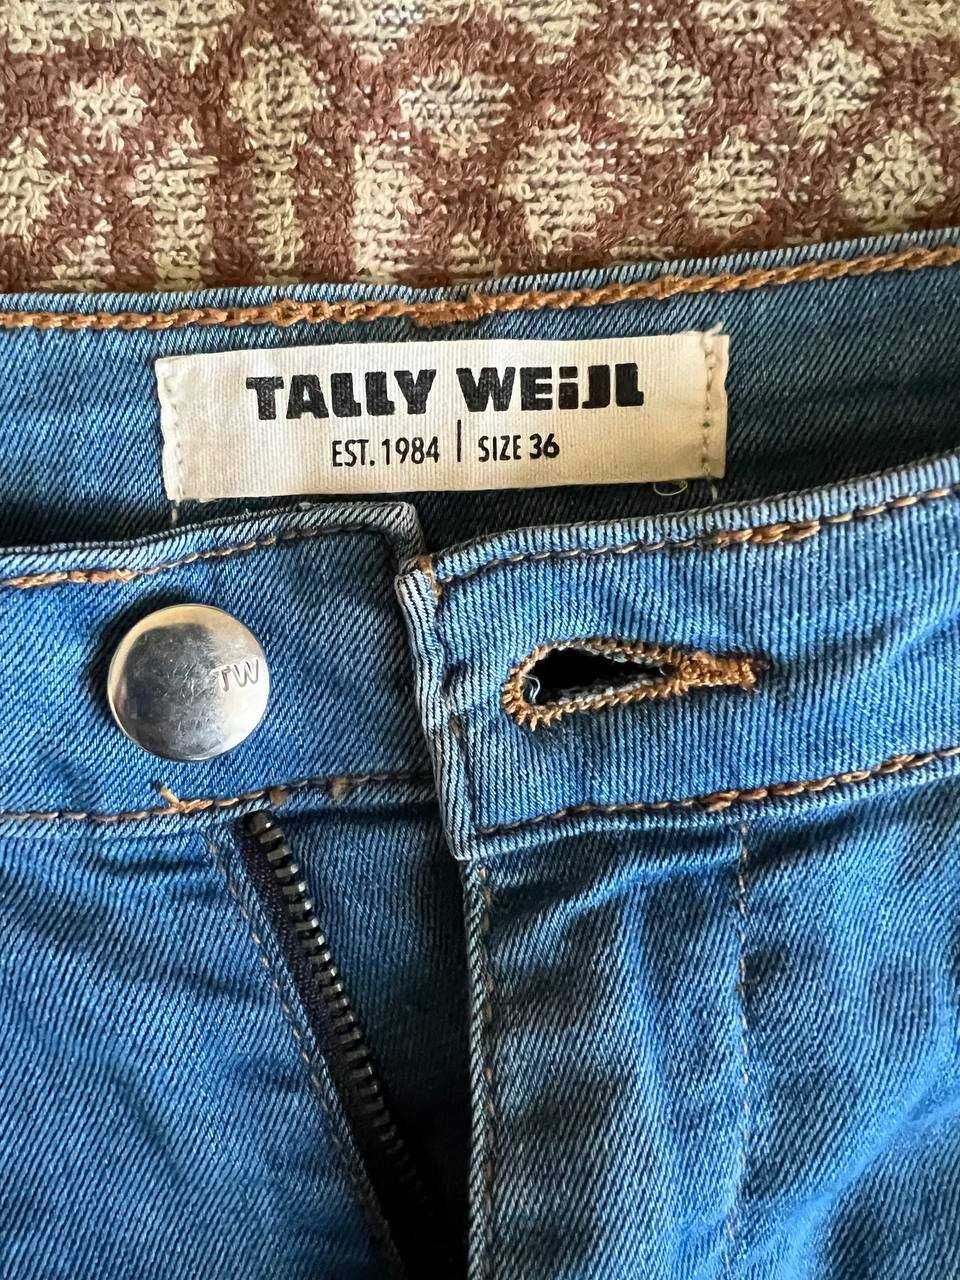 TALLY WEiJL
EST. 1984 | SIZE 36
TW